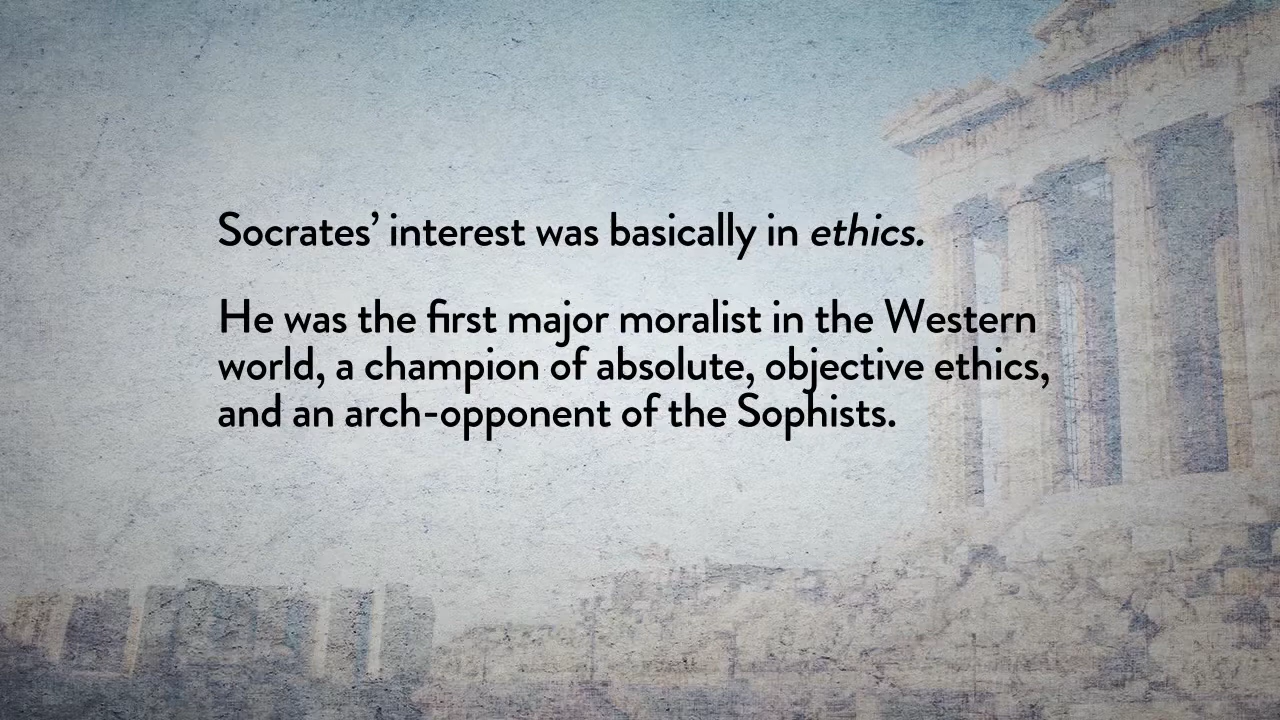 Socrates’ interest was basically in ethics.
He was the first major moralist in the Western
world, a champion of absolute, objective ethics,
and an arch-opponent of the Sophists.